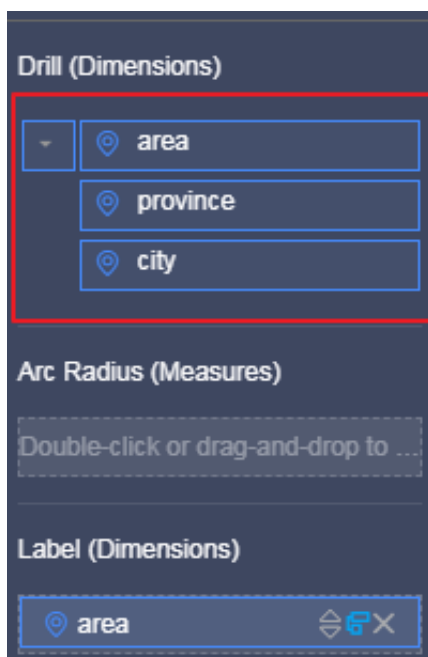 Drill (Dimensions)
area
province
city
Arc Radius (Measures)
Double-click or drag-and-drop to ...
Label (Dimensions)
area